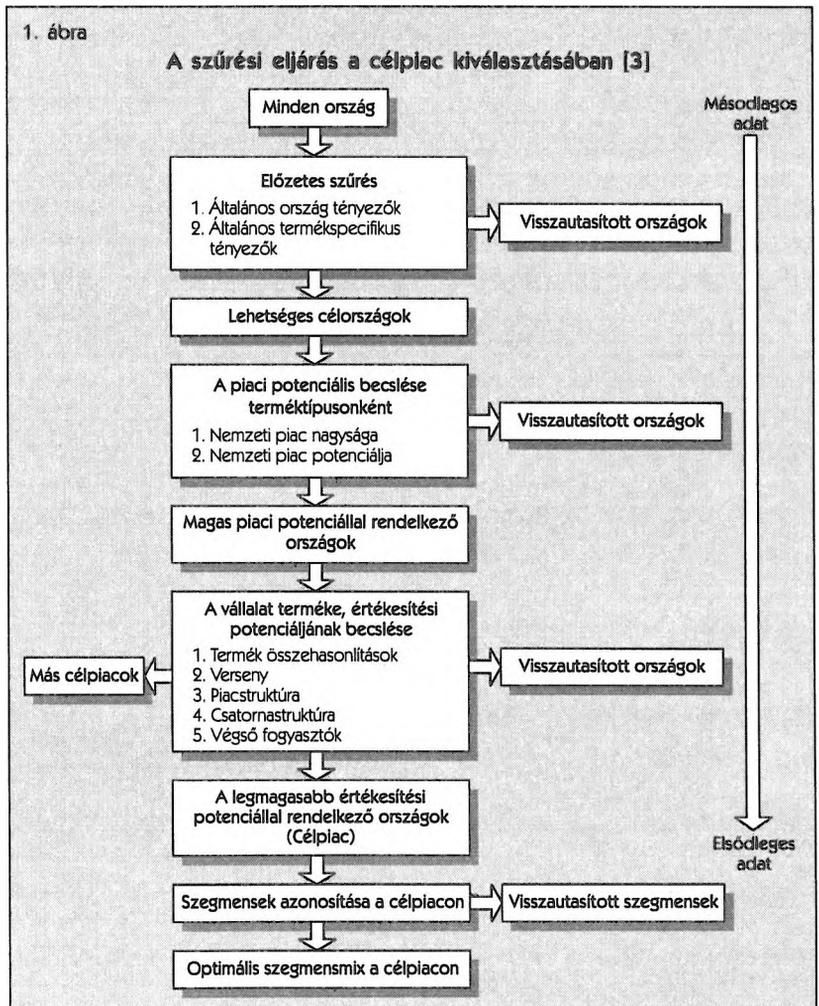 1. ábra
A szűrési eljárás a célpiac kiválasztásában [3]
Minden ország
Másodlagos
adat
Előzetes szűrés
1. Általános ország tényezők
2. Általános termékspecifikus
tényezők
Visszautasított országok
Lehetséges célországok
A piaci potenciális becslése
terméktípusonként
1. Nemzeti piac nagysága
2. Nemzeti piac potenciálja
Visszautasított országok
Magas piaci potenciállal rendelkező
országok
A vállalat terméke, értékesítési
potenciáljának becslése
1. Termék összehasonlítások
2. Verseny
3. Piacstruktúra
4. Csatornastruktúra
5. Végső fogyasztók
Más célpiacok
Visszautasított országok
A legmagasabb értékesítési
potenciállal rendelkező országok
(Célpiac)
Elsődleges
adat
Szegmensek azonosítása a célpiacon
Visszautasított szegmensek
Optimális szegmensmix a célpiacon